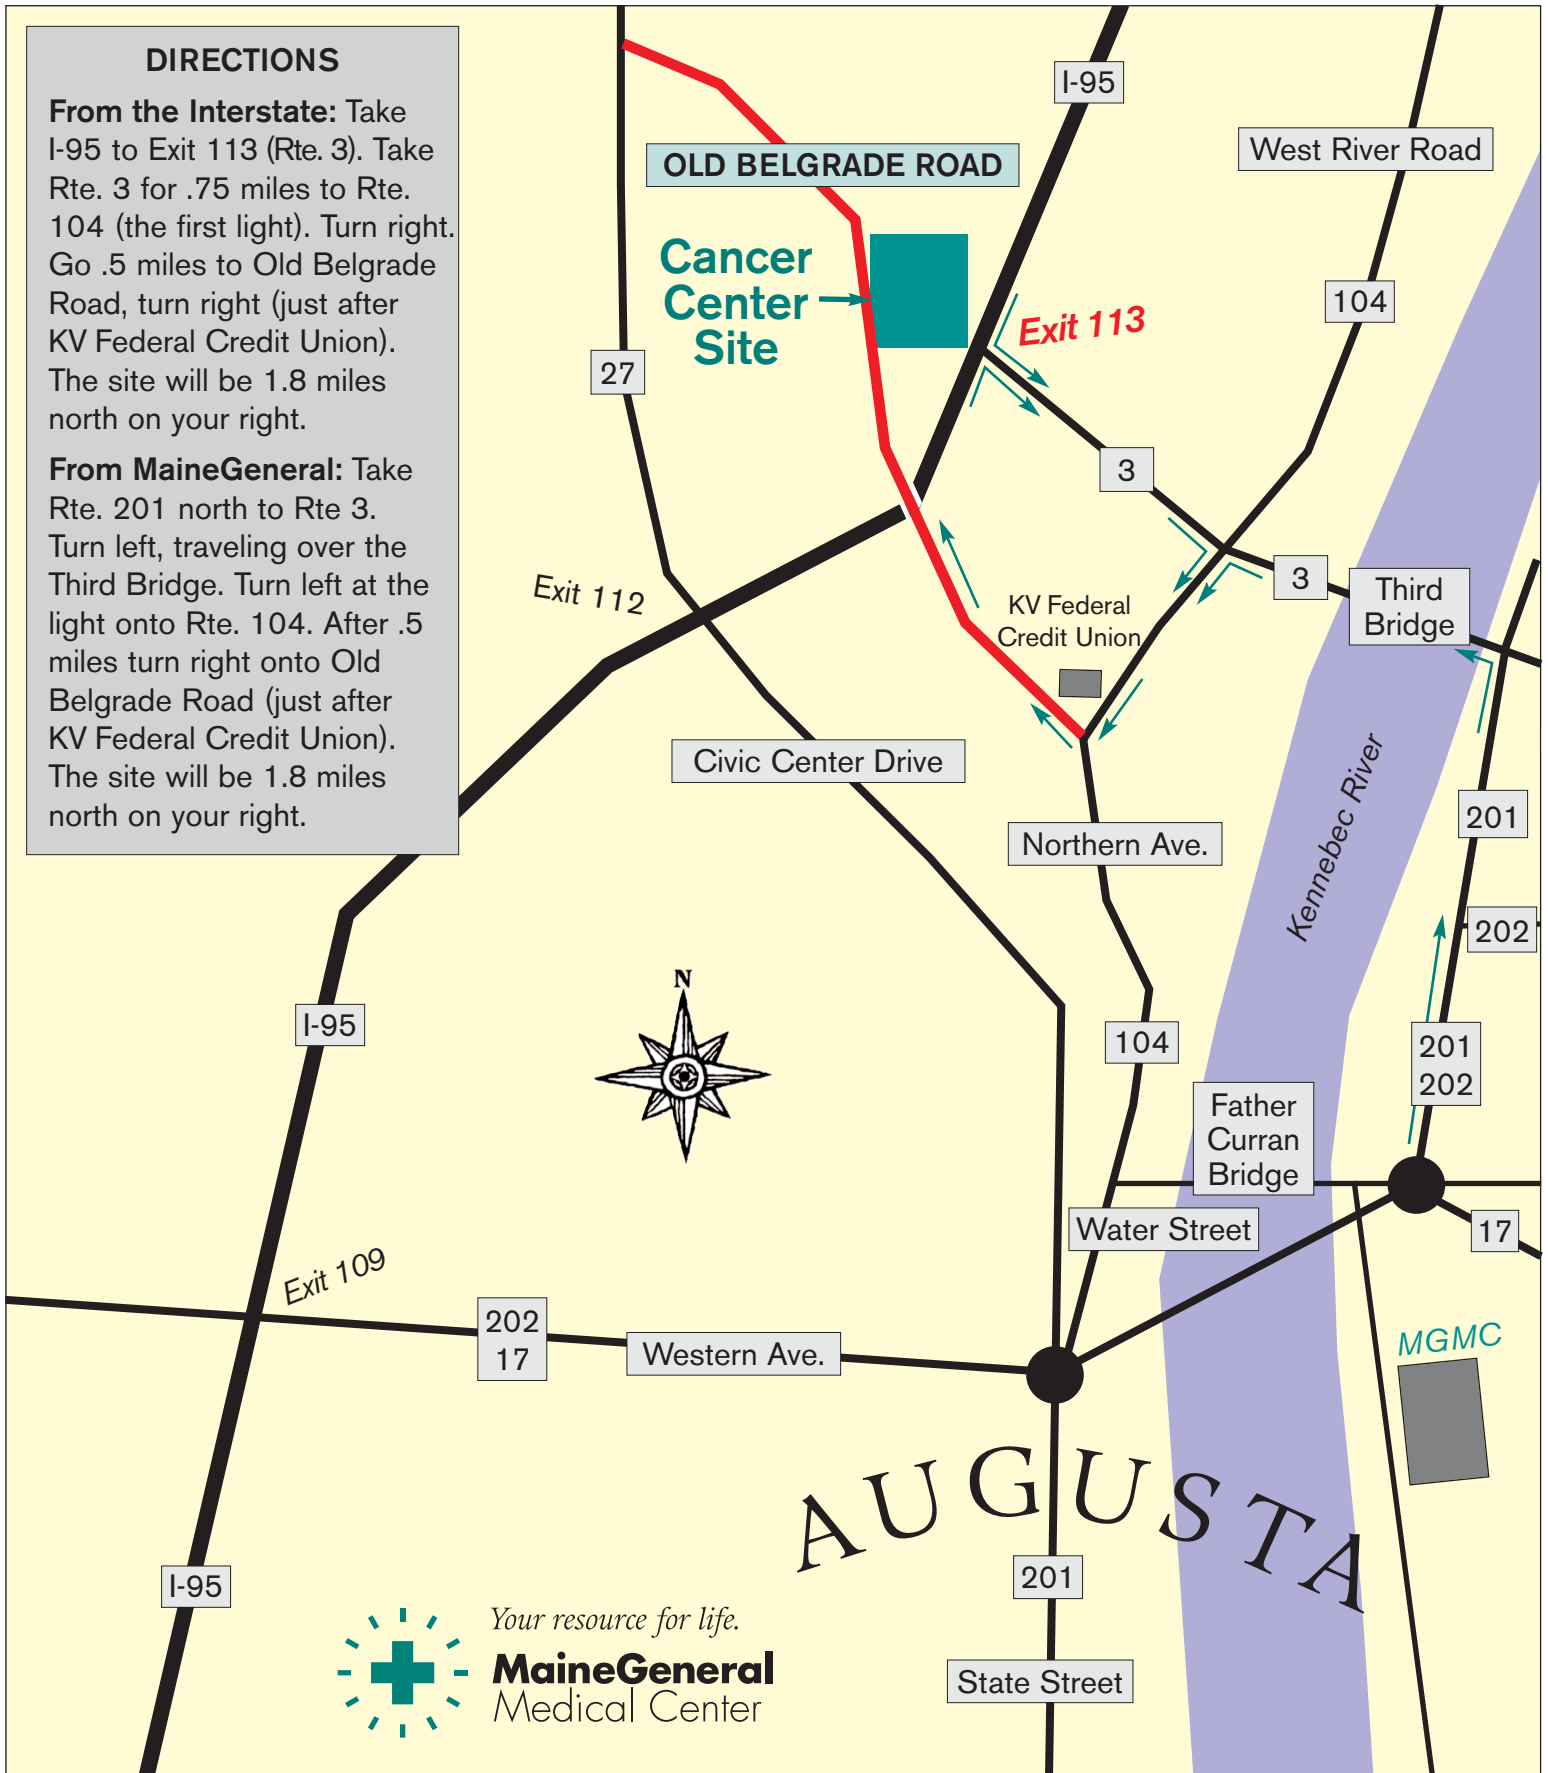 DIRECTIONS
From the Interstate: Take
I-95 to Exit 113 (Rte. 3). Take
Rte. 3 for .75 miles to Rte.
104 (the first light). Turn right.
Go .5 miles to Old Belgrade
Road, turn right (just after
KV Federal Credit Union).
The site will be 1.8 miles
north on your right.
From MaineGeneral: Take
Rte. 201 north to Rte 3.
Turn left, traveling over the
Third Bridge. Turn left at the
light onto Rte. 104. After .5
miles turn right onto Old
Belgrade Road (just after
KV Federal Credit Union).
The site will be 1.8 miles
north on your right.
I-95
West River Road
OLD BELGRADE ROAD
Cancer
Center
Site
Exit 113
104
27
3
Exit 112
KV Federal
Credit Union
3
Third
Bridge
Civic Center Drive
Northern Ave.
Kennebec River
201
202
N
I-95
104
201
202
Father
Curran
Bridge
Water Street
17
Exit 109
202
17
Western Ave.
MGMC
AUGUSTA
I-95
201
Your resource for life.
MaineGeneral
Medical Center
State Street